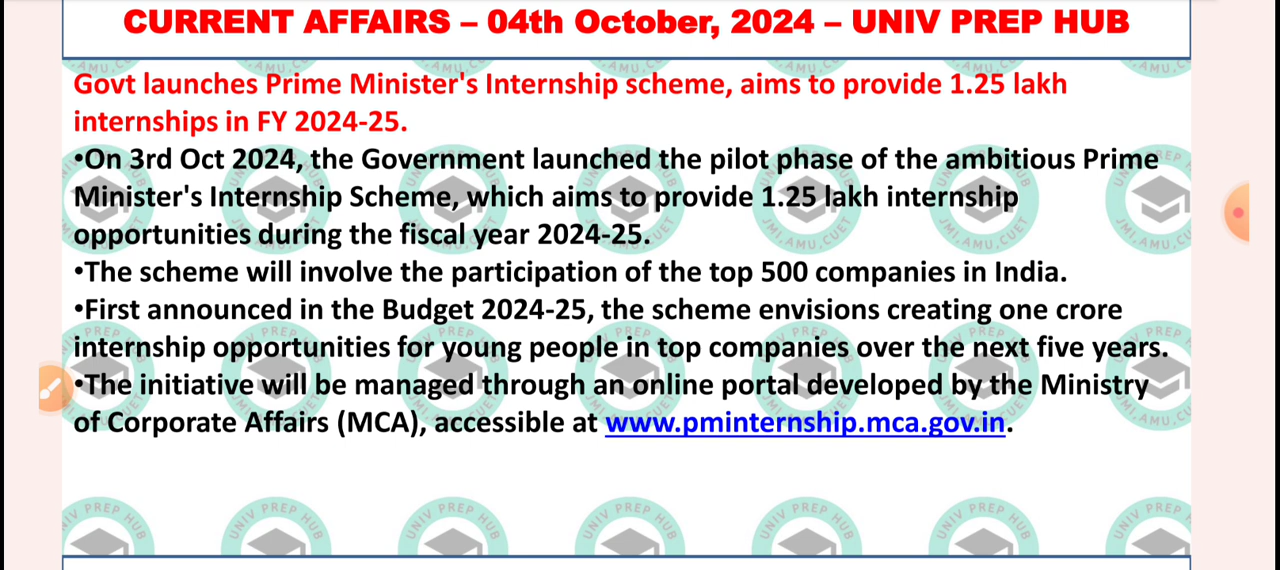 CURRENT AFFAIRS – 04th October, 2024 – UNIV PREP HUB
Govt launches Prime Minister's Internship scheme, aims to provide 1.25 lakh
internships in FY 2024-25.
•On 3rd Oct 2024, the Government launched the pilot phase of the ambitious Prime
Minister's Internship Scheme, which aims to provide 1.25 lakh internship
opportunities during the fiscal year 2024-25.
•The scheme will involve the participation of the top 500 companies in India.
•First announced in the Budget 2024-25, the scheme envisions creating one crore
internship opportunities for young people in top companies over the next five years.
•The initiative will be managed through an online portal developed by the Ministry
of Corporate Affairs (MCA), accessible at www.pminternship.mca.gov.in.
UNIV PREP HUB
JMI,AMU,CUET